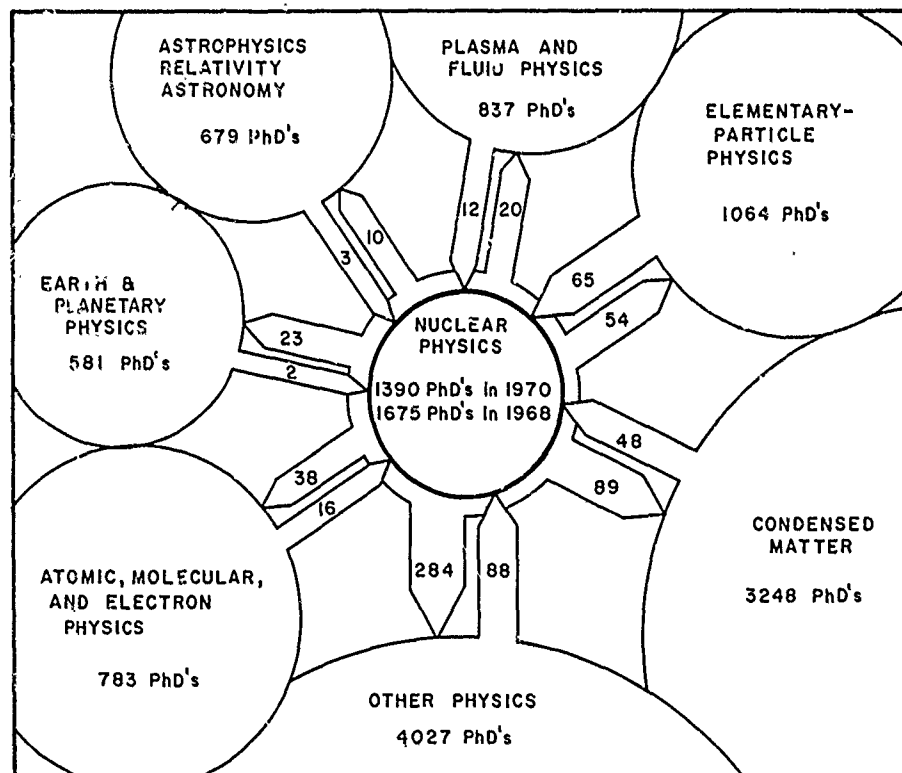 ASTROPHYSICS
RELATIVITY
ASTRONOMY
679 PhD's
PLASMA AND
FLUID PHYSICS
837 PhD's
ELEMENTARY-
PARTICLE
PHYSICS
1064 PhD's
EARTH &
PLANETARY
PHYSICS
581 PhD's
3
10
12
20
65
54
23
2
NUCLEAR
PHYSICS
1390 PhD's in 1970
1675 PhD's in 1968
48
89
38
16
284
88
CONDENSED
MATTER
3248 PhD's
ATOMIC, MOLECULAR,
AND ELECTRON
PHYSICS
783 PhD's
OTHER PHYSICS
4027 PhD's